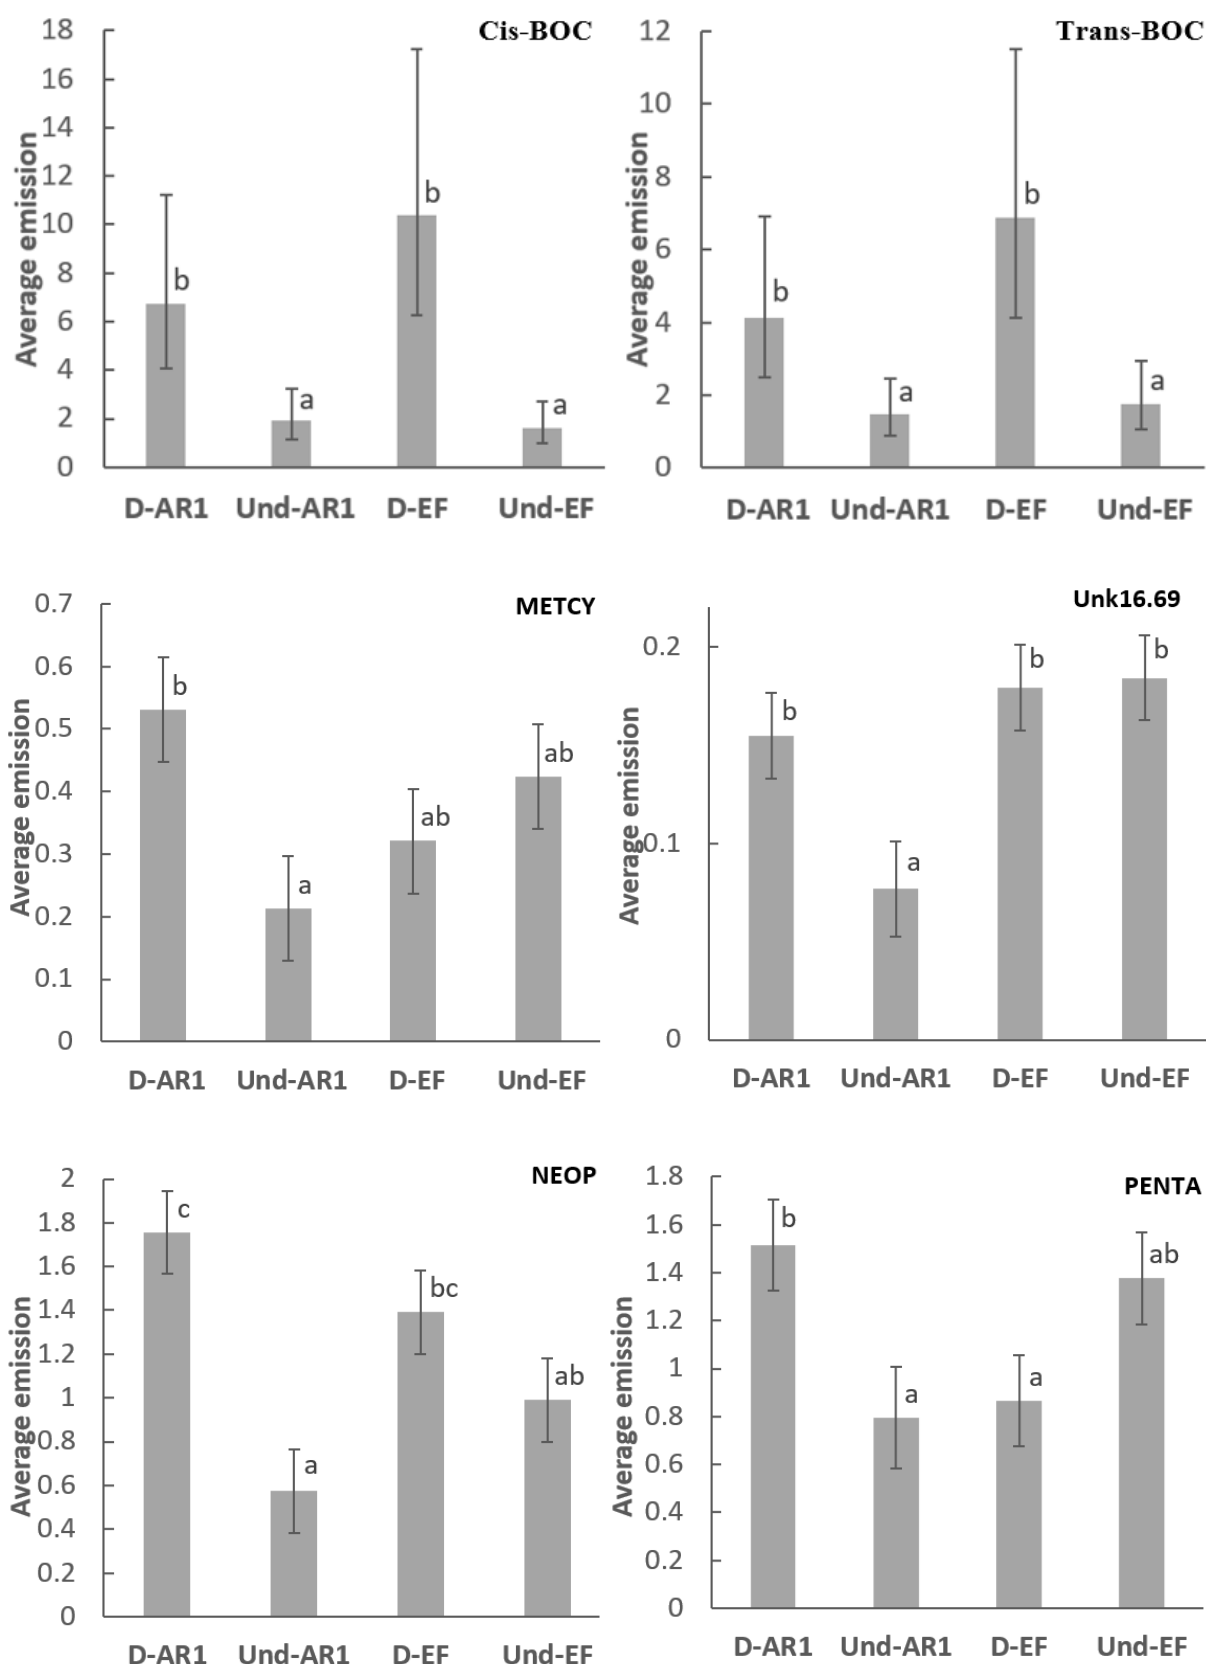 Cis-BOC
Average emission
18
16
14
12
10
8
6
4
2
0
b
a
b
a
D-AR1 Und-AR1 D-EF Und-EF
Trans-BOC
Average emission
12
10
8
6
4
2
0
b
a
b
a
D-AR1 Und-AR1 D-EF Und-EF
METCY
Average emission
0.7
0.6
0.5
0.4
0.3
0.2
0.1
0
b
a
ab
ab
D-AR1 Und-AR1 D-EF Und-EF
Unk16.69
Average emission
0.2
0.1
0
b
a
b
b
D-AR1 Und-AR1 D-EF Und-EF
NEOP
Average emission
2
1.8
1.6
1.4
1.2
1
0.8
0.6
0.4
0.2
0
c
a
bc
ab
D-AR1 Und-AR1 D-EF Und-EF
PENTA
Average emission
1.8
1.6
1.4
1.2
1
0.8
0.6
0.4
0.2
0
b
a
a
ab
D-AR1 Und-AR1 D-EF Und-EF